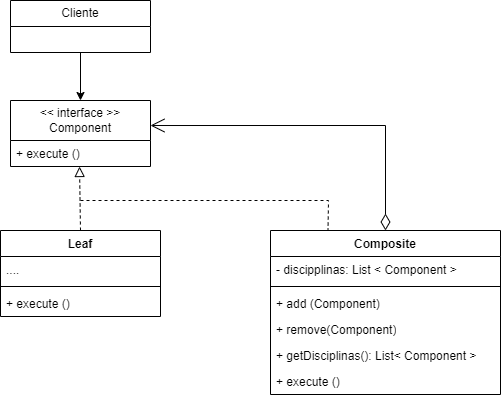 Cliente
<< interface >>
Component
+ execute ()
Leaf
....
+ execute ()
Composite
- discipplinas: List < Component >
+ add (Component)
+ remove(Component)
+ getDisciplinas(): List< Component >
+ execute ()